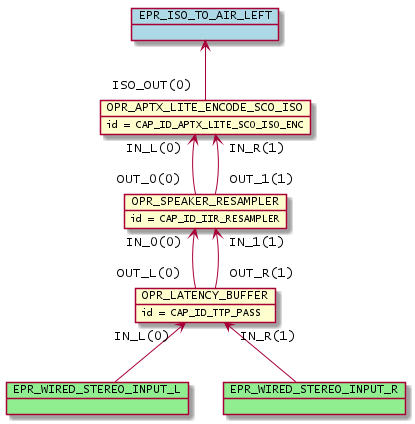 EPR_ISO_TO_AIR_LEFT
ISO_OUT(0)
OPR_APTX_LITE_ENCODE_SCO_ISO
id = CAP_ID_APTX_LITE_SCO_ISO_ENC
IN_L(0) IN_R(1)
OUT_0(0) OUT_1(1)
OPR_SPEAKER_RESAMPLER
id = CAP_ID_IIR_RESAMPLER
IN_0(0) IN_1(1)
OUT_L(0) OUT_R(1)
OPR_LATENCY_BUFFER
id = CAP_ID_TTP_PASS
IN_L(0) IN_R(1)
EPR_WIRED_STEREO_INPUT_L EPR_WIRED_STEREO_INPUT_R